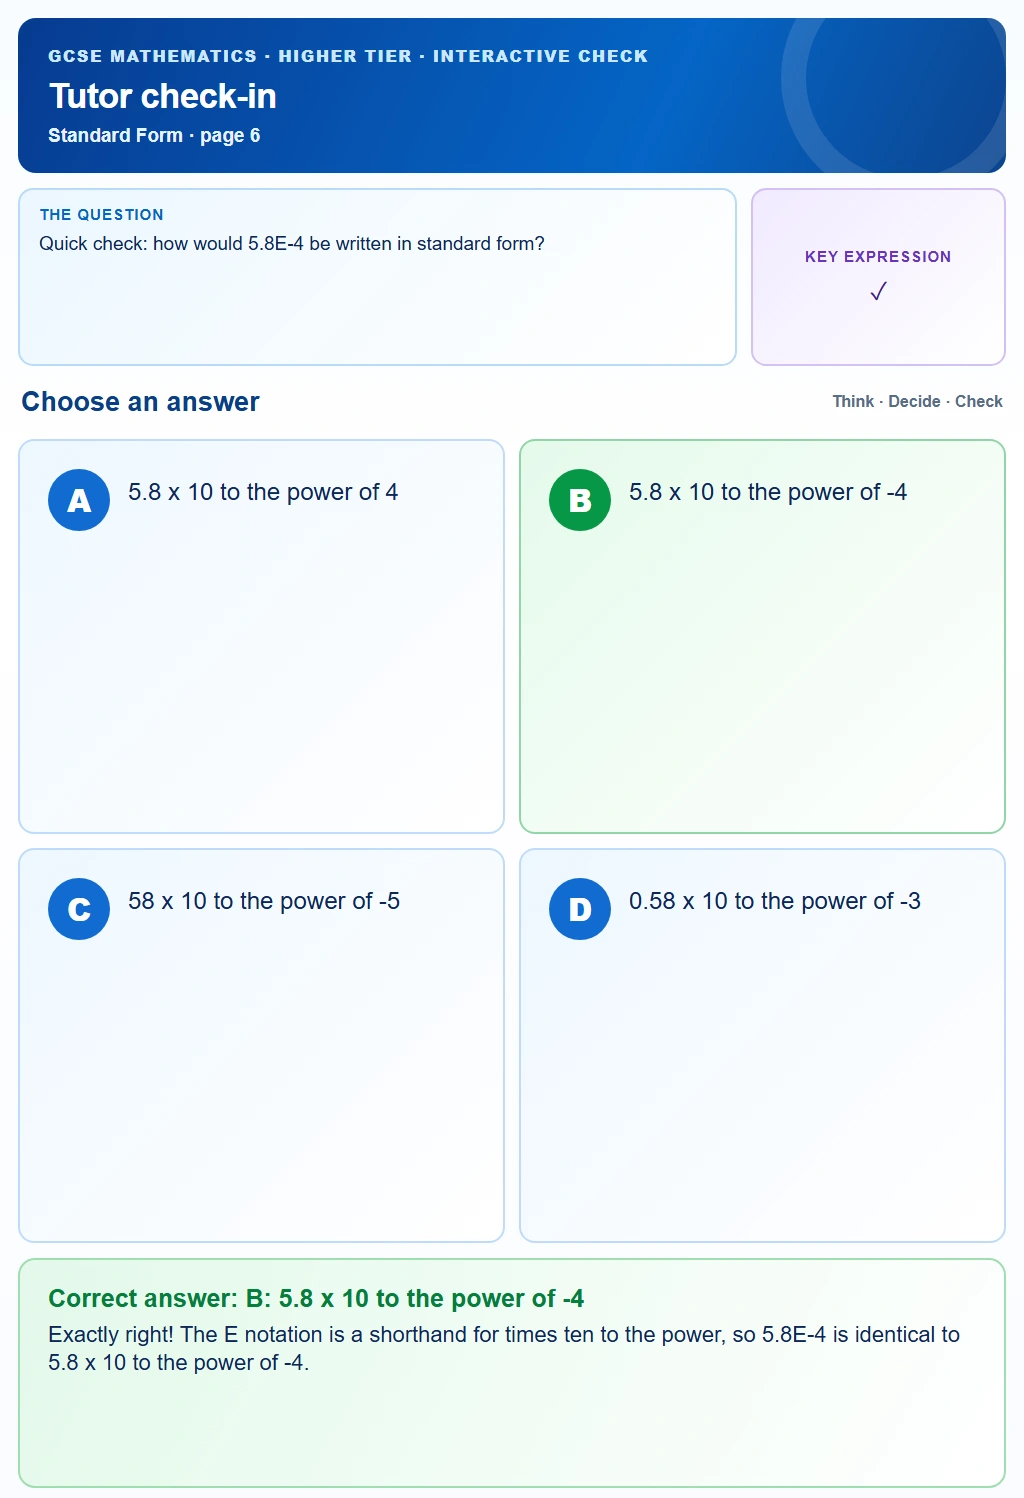 GCSE MATHEMATICS · HIGHER TIER · INTERACTIVE CHECK
Tutor check-in
Standard Form · page 6
THE QUESTION
Quick check: how would 5.8E-4 be written in standard form?
KEY EXPRESSION
✓
Choose an answer
Think · Decide · Check
A
5.8 x 10 to the power of 4
B
5.8 x 10 to the power of -4
C
58 x 10 to the power of -5
D
0.58 x 10 to the power of -3
Correct answer: B: 5.8 x 10 to the power of -4
Exactly right! The E notation is a shorthand for times ten to the power, so 5.8E-4 is identical to
5.8 x 10 to the power of -4.